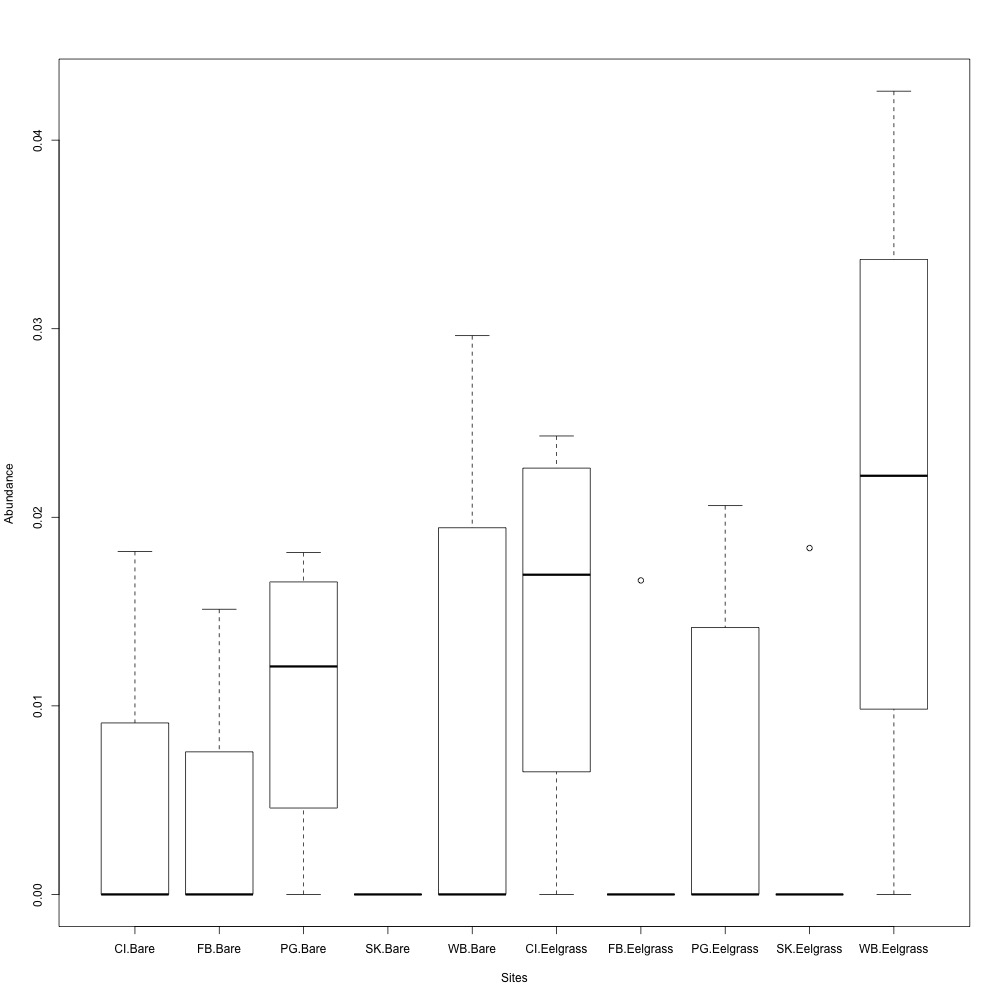 Abundance
0.04
0.03
0.02
0.01
0.00
CI.Bare FB.Bare PG.Bare SK.Bare WB.Bare CI.Eelgrass FB.Eelgrass PG.Eelgrass SK.Eelgrass WB.Eelgrass
Sites